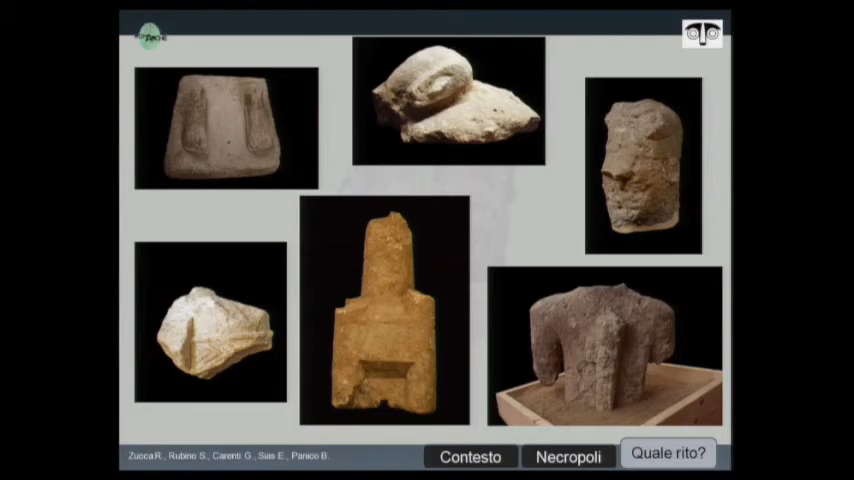 Zucca R., Rubino S., Carenti G., Sias E., Panico B.
Contesto
Necropoli
Quale rito?